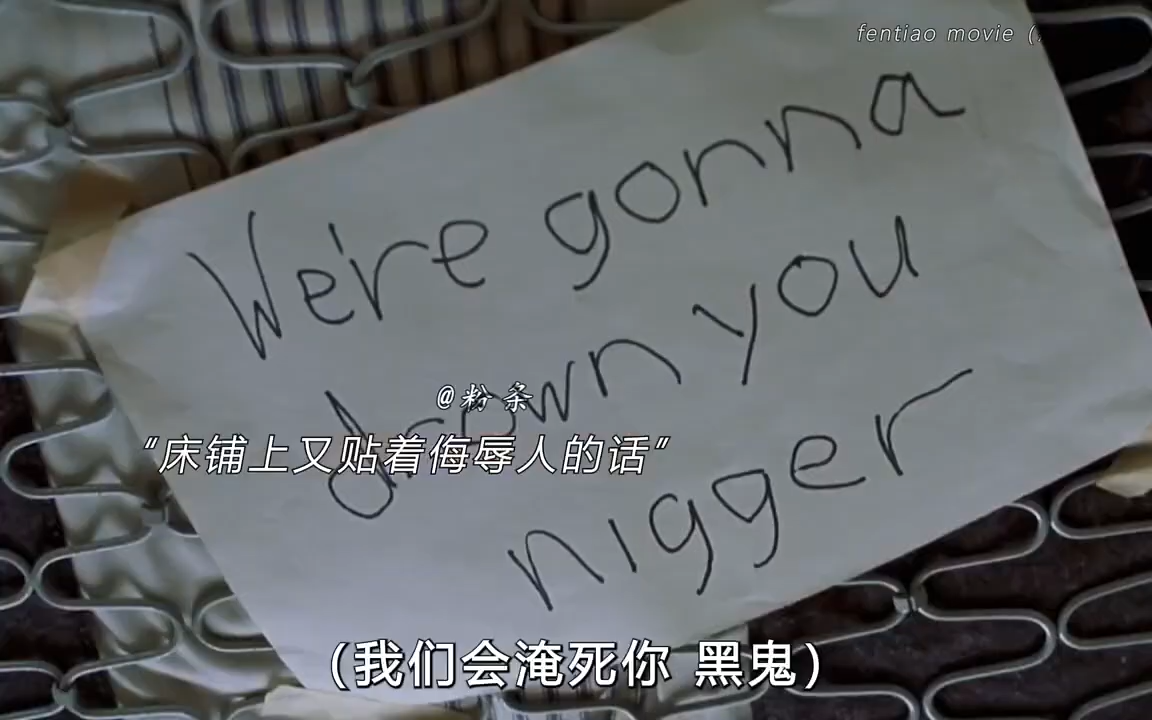 fentiao movie (
We're gonna
drown you
@粉条
“床铺上又贴着侮辱人的话”
nigger
(我们会淹死你 黑鬼)